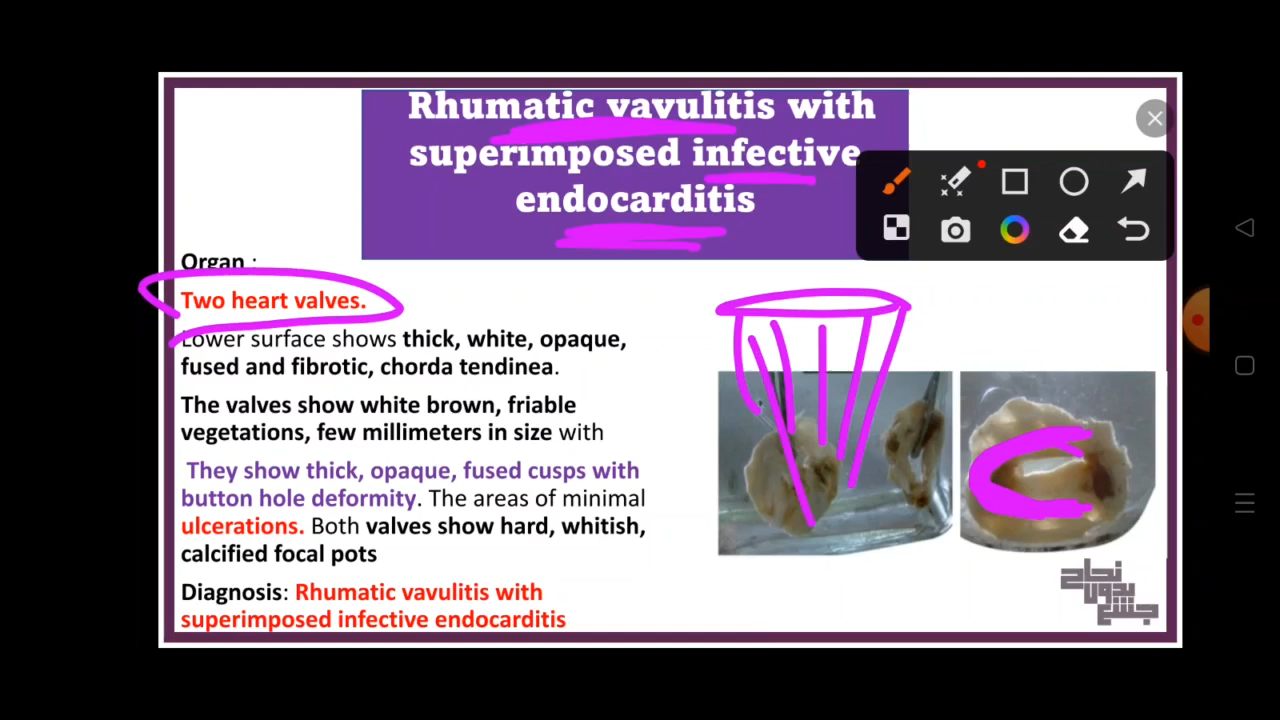 Rhumatic vavulitis with
superimposed infective
endocarditis
Organ :
Two heart valves.
Lower surface shows thick, white, opaque,
fused and fibrotic, chorda tendinea.
The valves show white brown, friable
vegetations, few millimeters in size with
They show thick, opaque, fused cusps with
button hole deformity. The areas of minimal
ulcerations. Both valves show hard, whitish,
calcified focal pots
Diagnosis: Rhumatic vavulitis with
superimposed infective endocarditis
نجاح
بدون
جشع